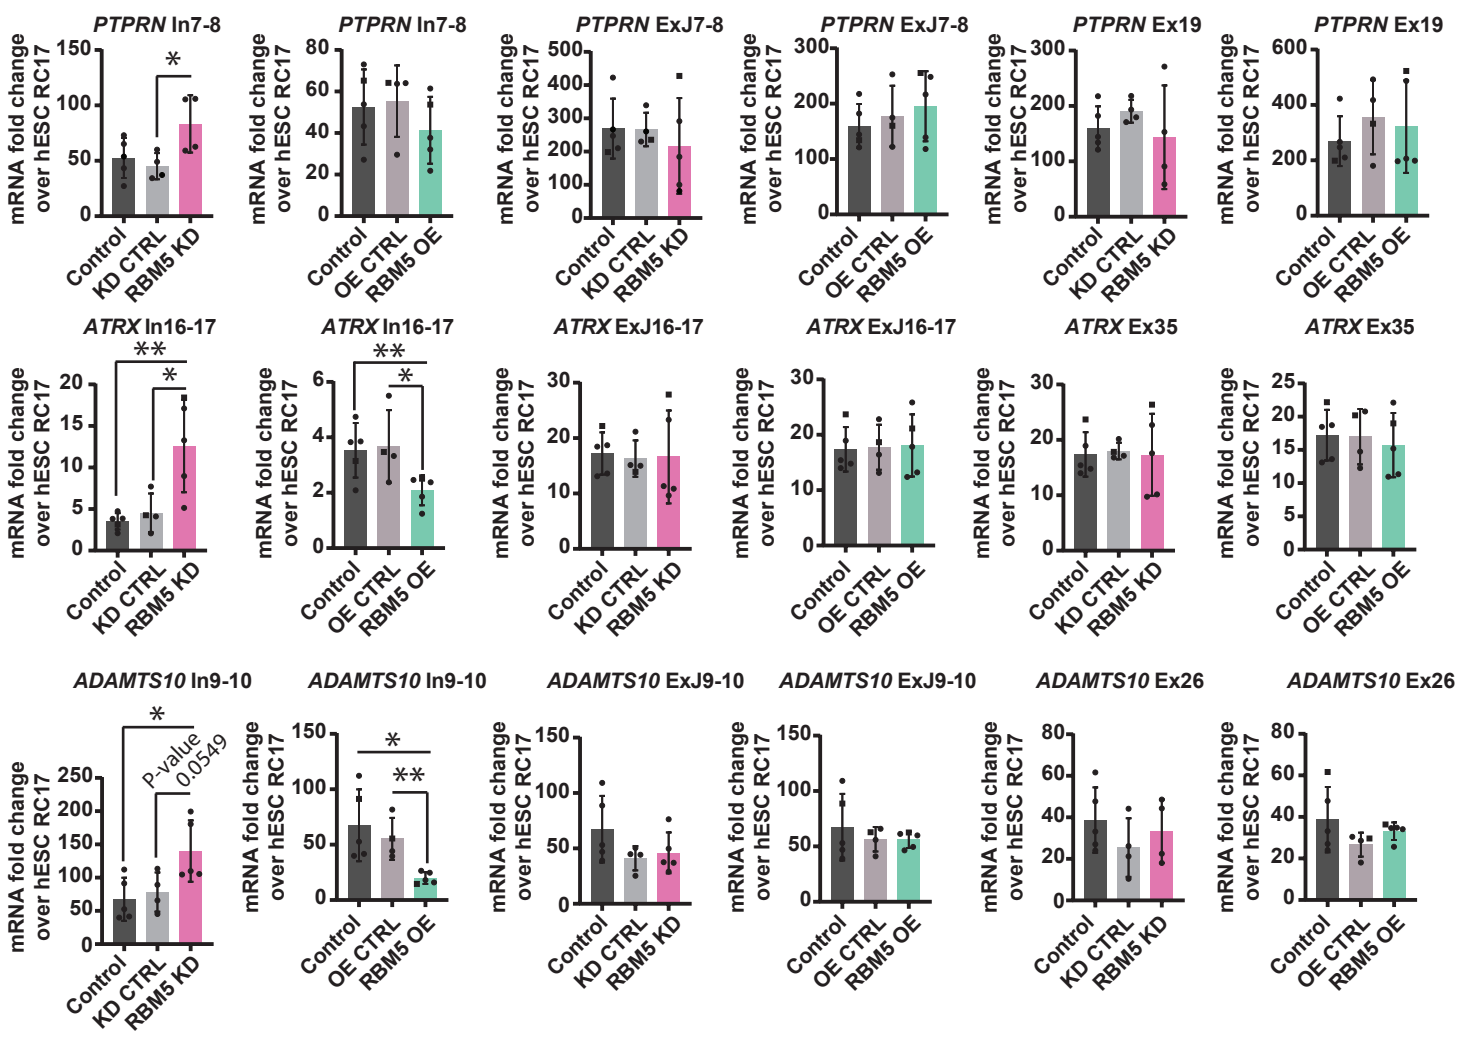 PTPRN In7-8
mRNA fold change
over hESC RC17
150
100
50
0
*
Control
KD CTRL
RBM5 KD
PTPRN In7-8
mRNA fold change
over hESC RC17
80
60
40
20
0
Control
OE CTRL
RBM5 OE
PTPRN ExJ7-8
mRNA fold change
over hESC RC17
500
400
300
200
100
0
Control
KD CTRL
RBM5 KD
PTPRN ExJ7-8
mRNA fold change
over hESC RC17
300
200
100
0
Control
OE CTRL
RBM5 OE
PTPRN Ex19
mRNA fold change
over hESC RC17
300
200
100
0
Control
KD CTRL
RBM5 KD
PTPRN Ex19
mRNA fold change
over hESC RC17
600
400
200
0
Control
OE CTRL
RBM5 OE
ATRX In16-17
mRNA fold change
over hESC RC17
**
*
20
15
10
5
0
Control
KD CTRL
RBM5 KD
ATRX In16-17
mRNA fold change
over hESC RC17
**
*
6
4
2
0
Control
OE CTRL
RBM5 OE
ATRX ExJ16-17
mRNA fold change
over hESC RC17
30
20
10
0
Control
KD CTRL
RBM5 KD
ATRX ExJ16-17
mRNA fold change
over hESC RC17
30
20
10
0
Control
OE CTRL
RBM5 OE
ATRX Ex35
mRNA fold change
over hESC RC17
30
20
10
0
Control
KD CTRL
RBM5 KD
ATRX Ex35
mRNA fold change
over hESC RC17
25
20
15
10
5
0
Control
OE CTRL
RBM5 OE
ADAMTS10 In9-10
mRNA fold change
over hESC RC17
*
P-value
0.0549
250
200
150
100
50
0
Control
KD CTRL
RBM5 KD
ADAMTS10 In9-10
mRNA fold change
over hESC RC17
*
**
150
100
50
0
Control
OE CTRL
RBM5 OE
ADAMTS10 ExJ9-10
mRNA fold change
over hESC RC17
150
100
50
0
Control
KD CTRL
RBM5 KD
ADAMTS10 ExJ9-10
mRNA fold change
over hESC RC17
150
100
50
0
Control
OE CTRL
RBM5 OE
ADAMTS10 Ex26
mRNA fold change
over hESC RC17
80
60
40
20
0
Control
KD CTRL
RBM5 KD
ADAMTS10 Ex26
mRNA fold change
over hESC RC17
80
60
40
20
0
Control
OE CTRL
RBM5 OE